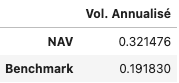 Vol. Annualisé
NAV 0.321476
Benchmark 0.191830